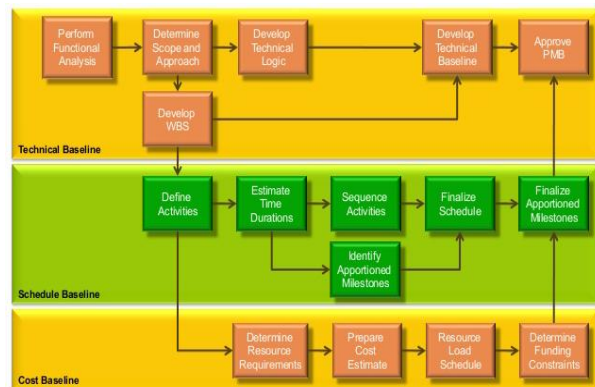 Perform
Functional
Analysis
Determine
Scope and
Approach
Develop
Technical
Logic
Develop
Technical
Baseline
Approve
PMB
Develop
WBS
Technical Baseline
Define
Activities
Estimate
Time
Durations
Sequence
Activities
Finalize
Schedule
Finalize
Apportioned
Milestones
Identify
Apportioned
Milestones
Schedule Baseline
Determine
Resource
Requirements
Prepare
Cost
Estimate
Resource
Load
Schedule
Determine
Funding
Constraints
Cost Baseline